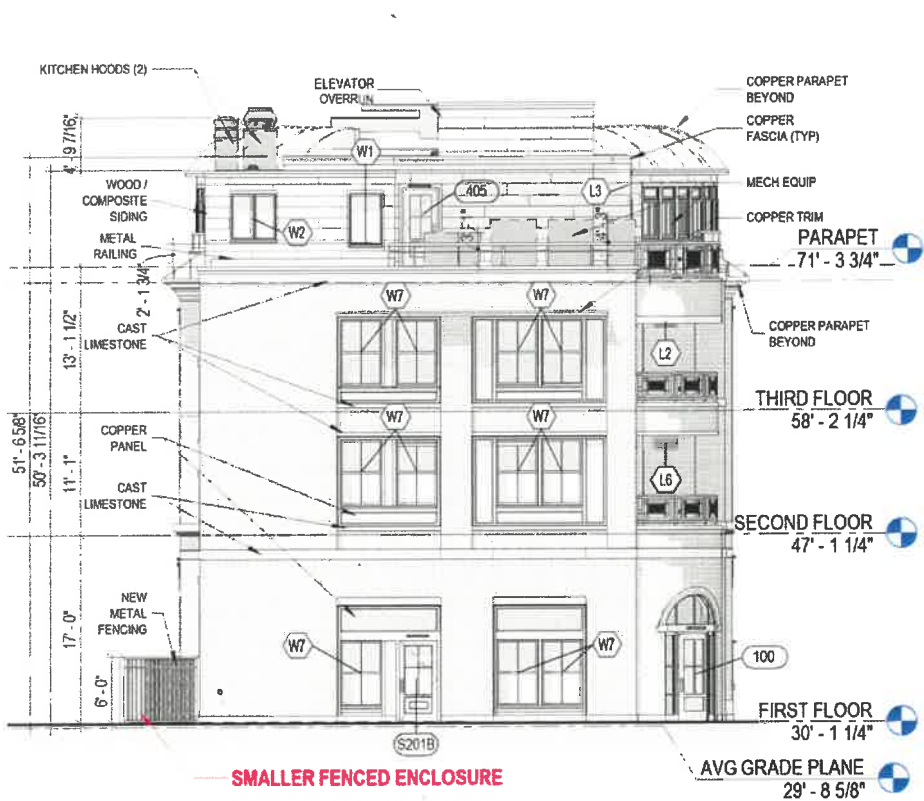 KITCHEN HOODS (2)
ELEVATOR
OVERRUN
COPPER PARAPET
BEYOND
COPPER
FASCIA (TYP)
4' - 9 7/16"
W1
WOOD /
COMPOSITE
SIDING
W2
405
L3
MECH EQUIP
COPPER TRIM
METAL
RAILING
PARAPET
71' - 3 3/4"
2' - 1 3/4"
W7
W7
CAST
LIMESTONE
COPPER PARAPET
BEYOND
13' - 1 1/2"
L2
THIRD FLOOR
58' - 2 1/4"
W7
W7
COPPER
PANEL
51' - 6 5/8"
50' - 3 11/16"
11' - 1"
CAST
LIMESTONE
L6
SECOND FLOOR
47' - 1 1/4"
NEW
METAL
FENCING
17' - 0"
W7
W7
100
6' - 0"
FIRST FLOOR
30' - 1 1/4"
S201B
SMALLER FENCED ENCLOSURE
AVG GRADE PLANE
29' - 8 5/8"